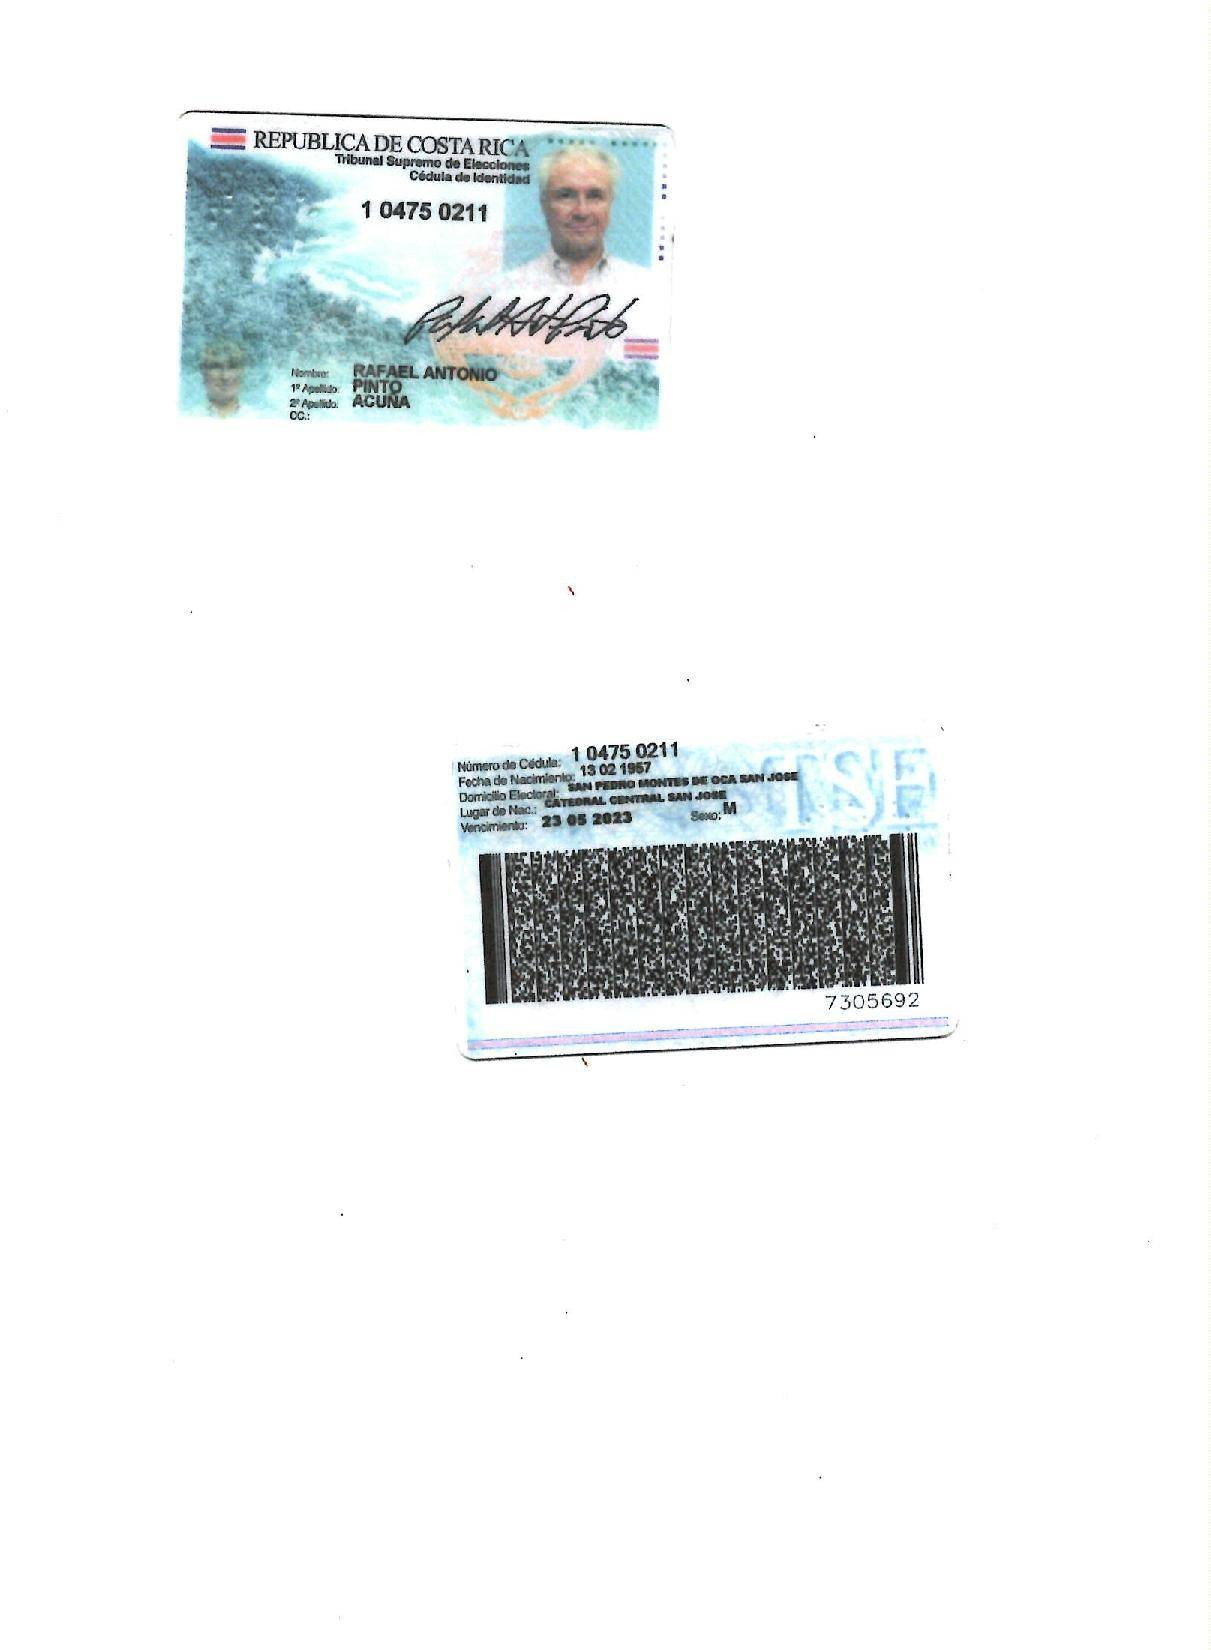 REPUBLICA DE COSTA RICA
Tribunal Supremo de Elecciones
Cédula de Identidad
1 0475 0211
Nombre: RAFAEL ANTONIO
1º Apellido: PINTO
2º Apellido: ACUÑA
CC.:
Número de Cédula: 1 0475 0211
Fecha de Nacimiento: 13 02 1957
Domicilio Electoral: SAN PEDRO MONTES DE OCA SAN JOSE
Lugar de Nac.: CATEDRAL CENTRAL SAN JOSE
Vencimiento: 23 05 2023 Sexo: M
TSE
7305692